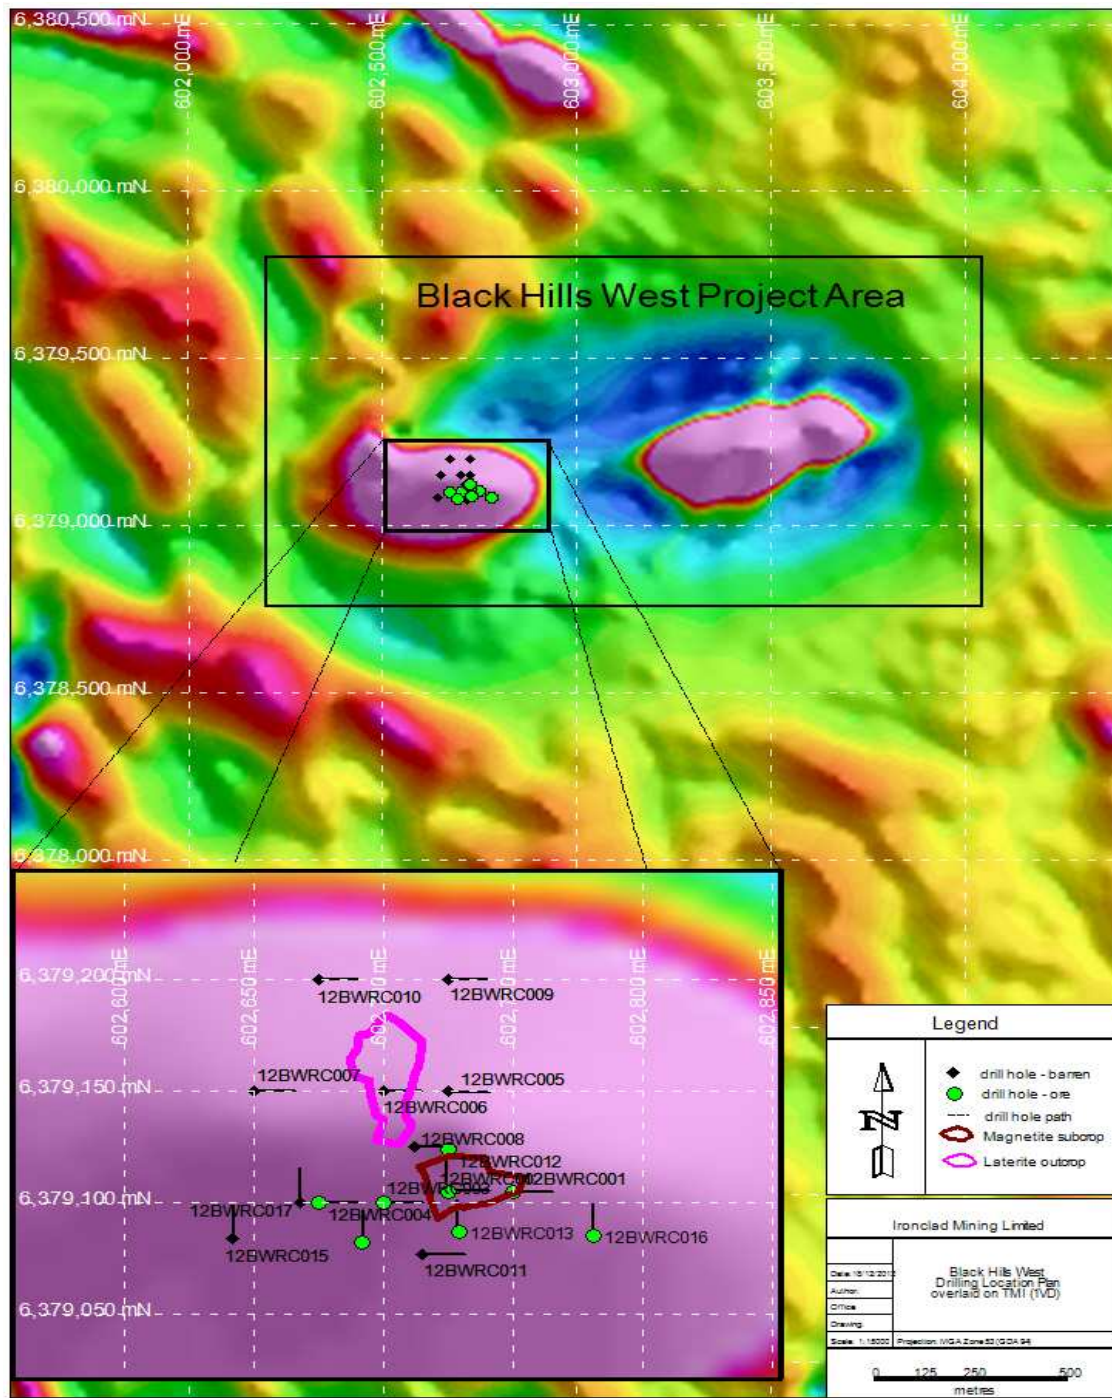 6,380,500 mN
602,000 mE
602,500 mE
603,000 mE
603,500 mE
604,000 mE
6,380,000 mN
Black Hills West Project Area
6,379,500 mN
6,379,000 mN
6,378,500 mN
6,378,000 mN
602,600 mE
602,650 mE
602,800 mE
602,850 mE
6,379,200 mN
12BWRC010
12BWRC009
6,379,150 mN
12BWRC007
12BWRC005
12BWRC006
12BWRC008
12BWRC012
12BWRC001
12BWRC003
6,379,100 mN
12BWRC017
12BWRC004
12BWRC013
12BWRC016
12BWRC015
12BWRC011
6,379,050 mN
Legend
N
drill hole - barren
drill hole - ore
drill hole path
Magnetite subcrop
Laterite outcrop
Ironclad Mining Limited
Black Hills West
Drilling Location Plan
overlaid on TMI (1VD)
Author:
Office
Drawing:
Scale: 1:15000
Projection: MGA Zone 53 (GDA 94)
0 125 250 500
metres